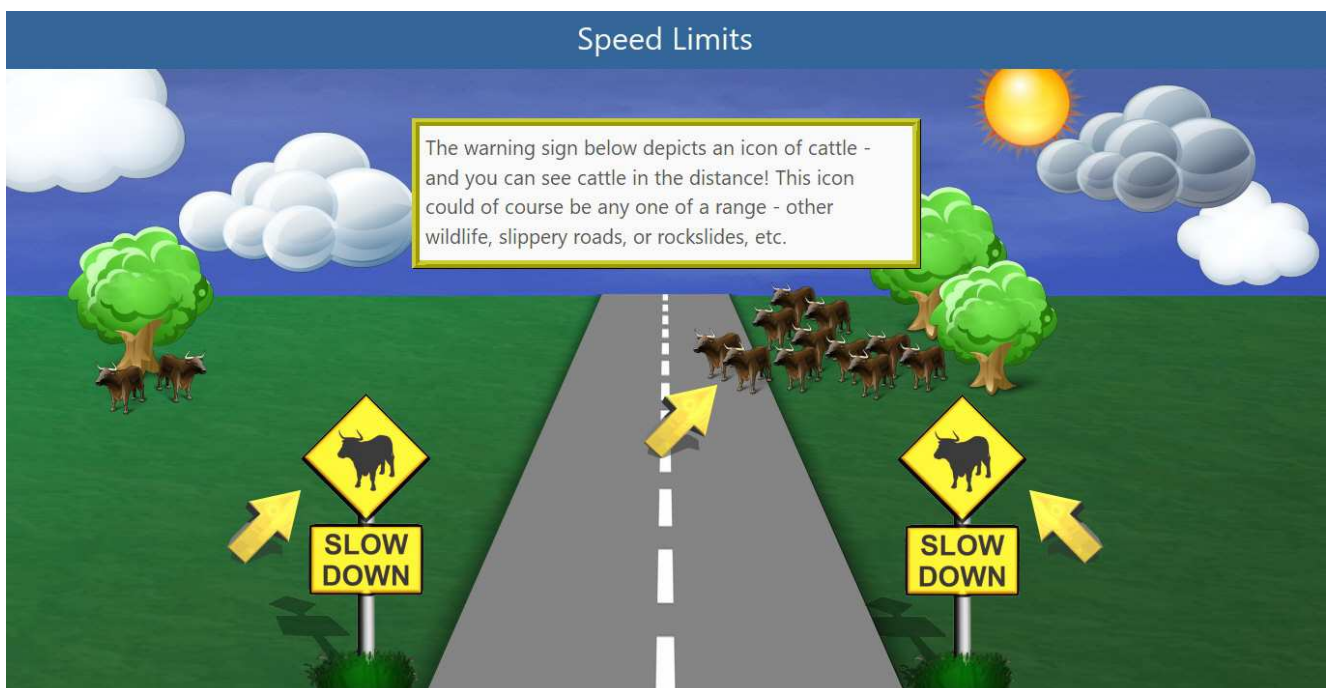 Speed Limits
The warning sign below depicts an icon of cattle -
and you can see cattle in the distance! This icon
could of course be any one of a range - other
wildlife, slippery roads, or rockslides, etc.
SLOW
DOWN
SLOW
DOWN